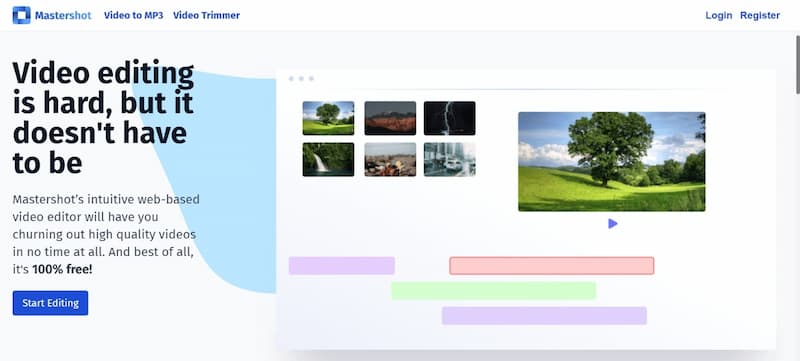 Mastershot
Video to MP3
Video Trimmer
Login
Register
Video editing
is hard, but it
doesn't have
to be
Mastershot’s intuitive web-based
video editor will have you
churning out high quality videos
in no time at all. And best of all,
it's 100% free!
Start Editing